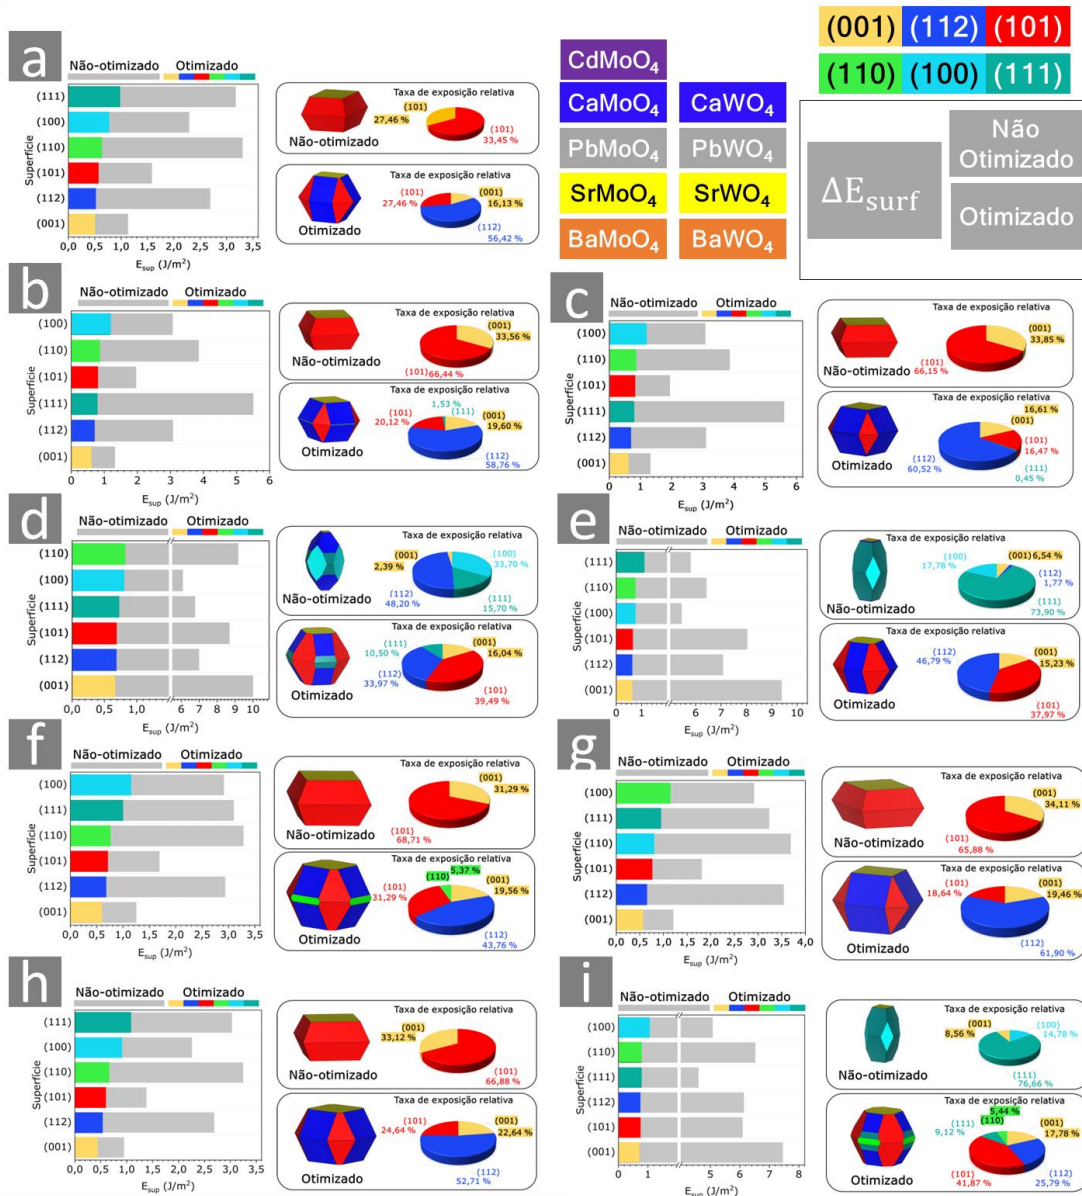 (001) (112) (101)
(110) (100) (111)
CdMoO₄
CaMoO₄ CaWO₄
PbMoO₄ PbWO₄
SrMoO₄ SrWO₄
BaMoO₄ BaWO₄
ΔE_surf
Não
Otimizado
Otimizado
a
Não-otimizado Otimizado
Superfície
(111)
(100)
(110)
(101)
(112)
(001)
0,0 0,5 1,0 1,5 2,0 2,5 3,0 3,5
E_sup (J/m²)
Taxa de exposição relativa
(101)
27,46 %
(101)
33,45 %
Não-otimizado
Taxa de exposição relativa
(101)
27,46 %
(001)
16,13 %
(112)
56,42 %
Otimizado
b
Não-otimizado Otimizado
Superfície
(100)
(110)
(101)
(111)
(112)
(001)
0 1 2 3 4 5 6
E_sup (J/m²)
Taxa de exposição relativa
(001)
33,56 %
(101) 66,44 %
Não-otimizado
Taxa de exposição relativa
1,53 %
(111)
(101)
20,12 %
(001)
19,60 %
(112)
58,76 %
Otimizado
c
Não-otimizado Otimizado
Superfície
(100)
(110)
(101)
(111)
(112)
(001)
0 1 2 3 4 5 6
E_sup (J/m²)
Taxa de exposição relativa
(001)
33,85 %
(101)
66,15 %
Não-otimizado
Taxa de exposição relativa
16,61 %
(001)
(101)
16,47 %
(112)
60,52 %
(111)
0,45 %
Otimizado
d
Não-otimizado Otimizado
Superfície
(110)
(100)
(111)
(101)
(112)
(001)
0,0 0,5 1,0 6 7 8 9 10
E_sup (J/m²)
Taxa de exposição relativa
(001)
2,39 %
(100)
33,70 %
(112)
48,20 %
(111)
15,70 %
Não-otimizado
Taxa de exposição relativa
(111)
10,50 %
(001)
16,04 %
(112)
33,97 %
(101)
39,49 %
Otimizado
e
Não-otimizado Otimizado
Superfície
(111)
(110)
(100)
(101)
(112)
(001)
0 1 6 7 8 9 10
E_sup (J/m²)
Taxa de exposição relativa
(100)
17,78 %
(001) 6,54 %
(112)
1,77 %
(111)
73,90 %
Não-otimizado
Taxa de exposição relativa
(112)
46,79 %
(001)
15,23 %
(101)
37,97 %
Otimizado
f
Não-otimizado Otimizado
Superfície
(100)
(111)
(110)
(101)
(112)
(001)
0,0 0,5 1,0 1,5 2,0 2,5 3,0 3,5
E_sup (J/m²)
Taxa de exposição relativa
(001)
31,29 %
(101)
68,71 %
Não-otimizado
Taxa de exposição relativa
5,37 %
(110)
(101)
31,29 %
(001)
19,56 %
(112)
43,76 %
Otimizado
g
Não-otimizado Otimizado
Superfície
(100)
(111)
(110)
(101)
(112)
(001)
0,0 0,5 1,0 1,5 2,0 2,5 3,0 3,5 4,0
E_sup (J/m²)
Taxa de exposição relativa
(001)
34,11 %
(101)
65,88 %
Não-otimizado
Taxa de exposição relativa
(101)
18,64 %
(001)
19,46 %
(112)
61,90 %
Otimizado
h
Não-otimizado Otimizado
Superfície
(111)
(100)
(110)
(101)
(112)
(001)
0,0 0,5 1,0 1,5 2,0 2,5 3,0 3,5
E_sup (J/m²)
Taxa de exposição relativa
(001)
33,12 %
(101)
66,88 %
Não-otimizado
Taxa de exposição relativa
(101)
24,64 %
(001)
22,64 %
(112)
52,71 %
Otimizado
i
Não-otimizado Otimizado
Superfície
(100)
(110)
(111)
(112)
(101)
(001)
0 1 5 6 7 8
E_sup (J/m²)
Taxa de exposição relativa
(001)
8,56 %
(100)
14,78 %
(111)
76,66 %
Não-otimizado
Taxa de exposição relativa
5,44 %
(110)
(111)
9,12 %
(001)
17,78 %
(101)
41,87 %
(112)
25,79 %
Otimizado